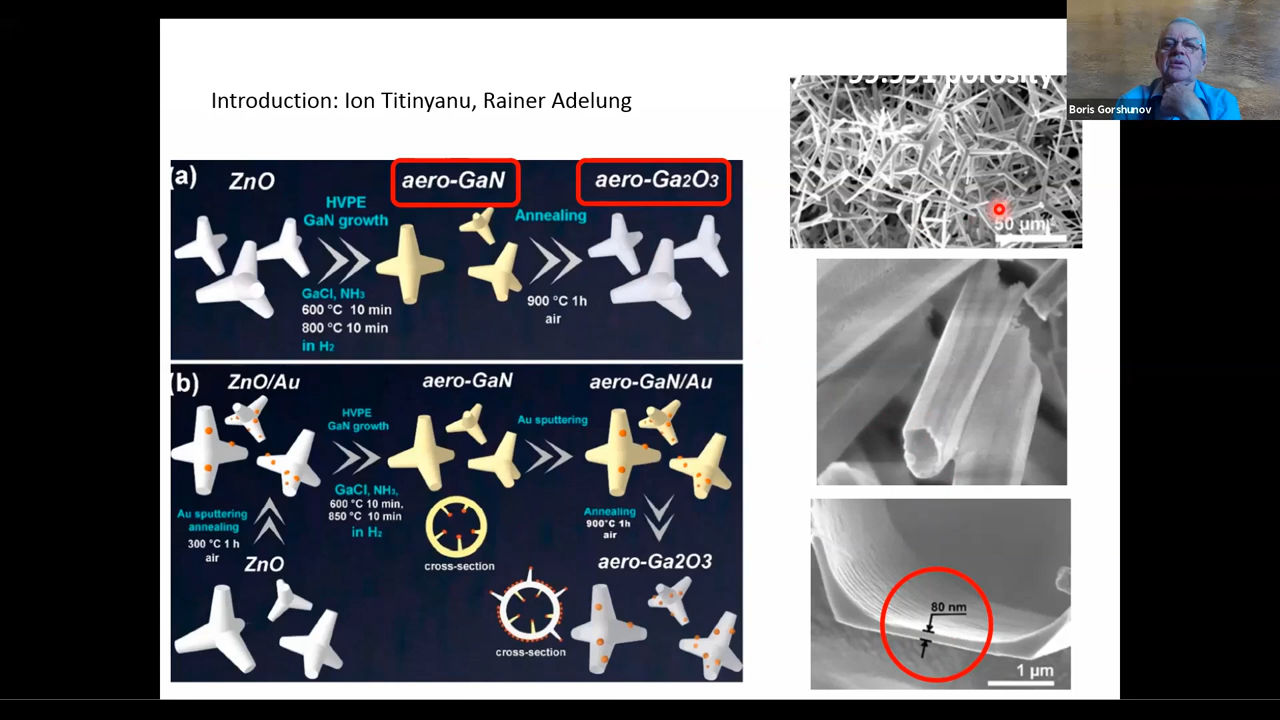 Introduction: Ion Titinyanu, Rainer Adelung
porosity
Boris Gorshunov
50 µm
(a)
ZnO
aero-GaN
aero-Ga2O3
HVPE
GaN growth
Annealing
GaCl, NH3
600 °C 10 min
800 °C 10 min
in H2
900 °C 1h
air
(b)
ZnO/Au
aero-GaN
aero-GaN/Au
HVPE
GaN growth
Au sputtering
GaCl, NH3,
600 °C 10 min,
850 °C 10 min
in H2
Au sputtering
annealing
300 °C 1 h
air
Annealing
900°C 1h
air
ZnO
cross-section
aero-Ga2O3
cross-section
80 nm
1 µm